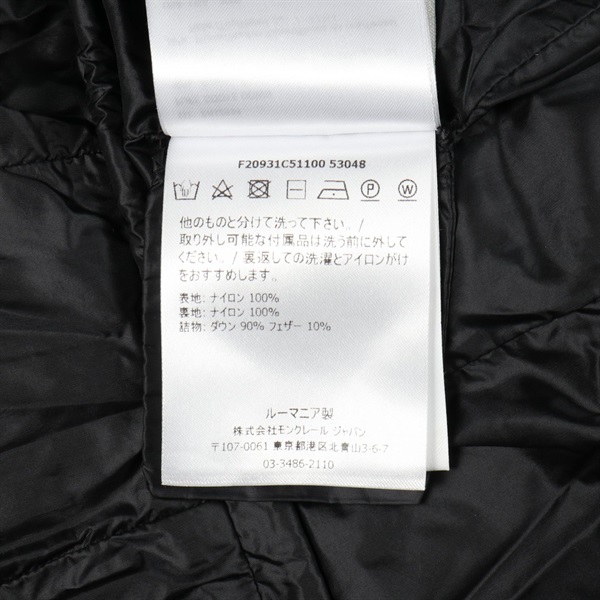 F20931C51100 53048
他のものと分けて洗って下さい。/
取り外し可能な付属品は洗う前に外して
ください。/ 裏返しての洗濯とアイロンがけ
をおすすめします。
表地: ナイロン 100%
裏地: ナイロン 100%
詰物: ダウン 90% フェザー 10%
ルーマニア製
株式会社モンクレール ジャパン
〒107-0061 東京都港区北青山3-6-7
03-3486-2110